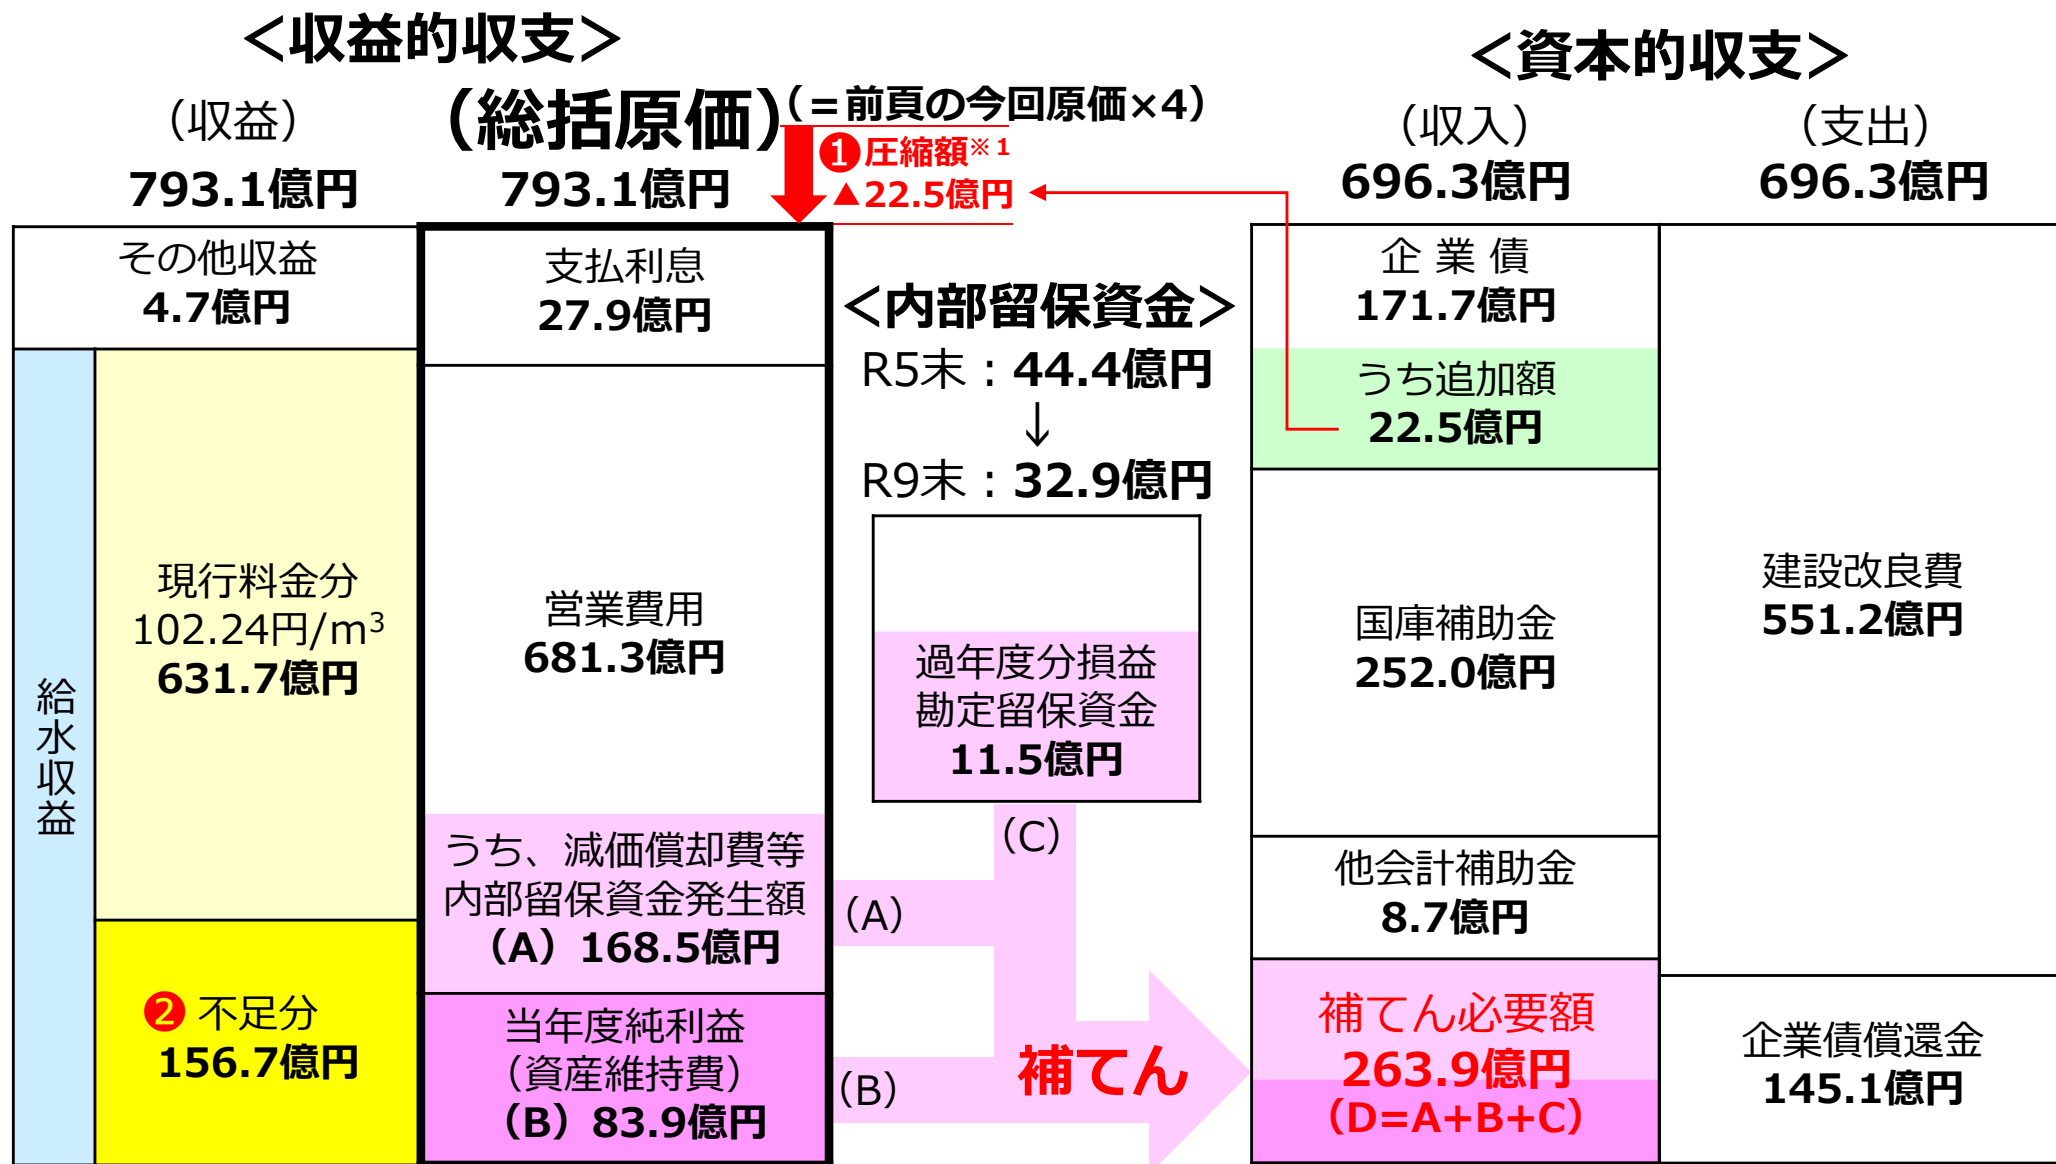 ＜収益的収支＞
（収益）
793.1億円
（総括原価）
（＝前頁の今回原価×4）
793.1億円
❶圧縮額※1
▲22.5億円
その他収益
4.7億円
給水収益
現行料金分
102.24円/m³
631.7億円
❷ 不足分
156.7億円
支払利息
27.9億円
営業費用
681.3億円
うち、減価償却費等
内部留保資金発生額
（A）168.5億円
当年度純利益
（資産維持費）
（B）83.9億円
＜内部留保資金＞
R5末：44.4億円
↓
R9末：32.9億円
過年度分損益
勘定留保資金
11.5億円
（C）
（A）
（B）
補てん
＜資本的収支＞
（収入）
696.3億円
企業債
171.7億円
うち追加額
22.5億円
国庫補助金
252.0億円
他会計補助金
8.7億円
補てん必要額
263.9億円
（D=A+B+C）
（支出）
696.3億円
建設改良費
551.2億円
企業債償還金
145.1億円